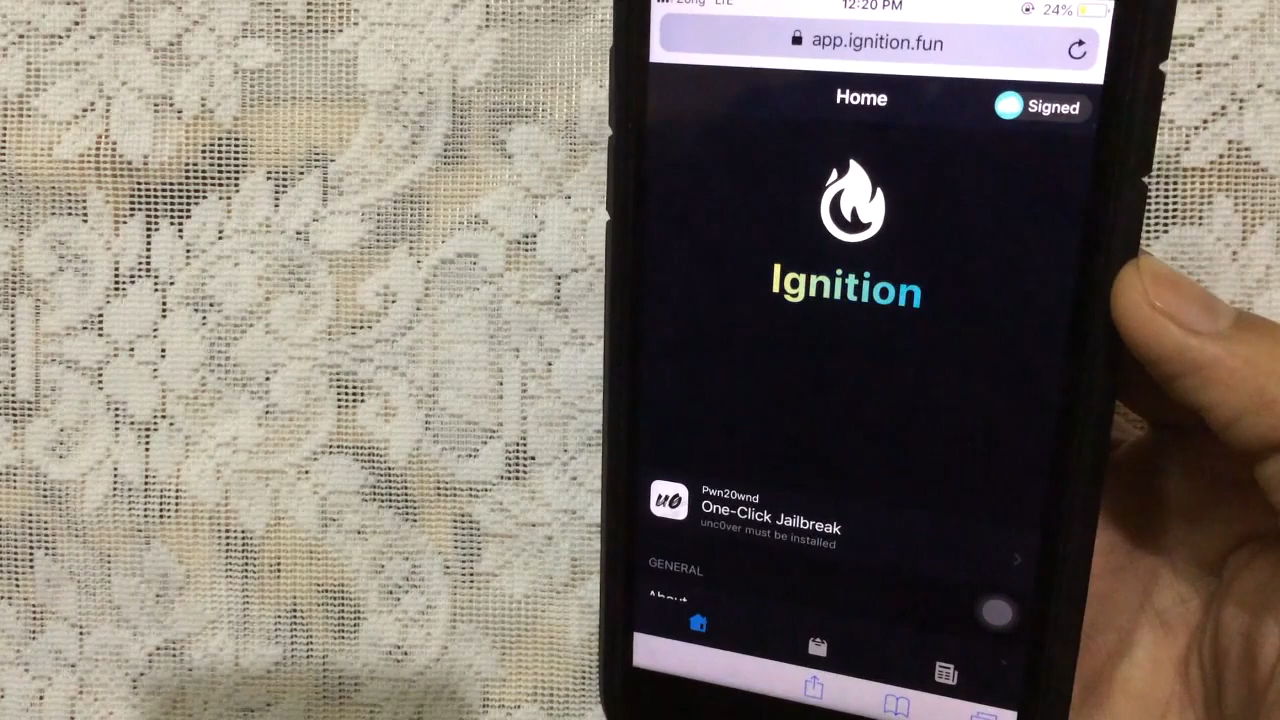 Zong LTE 12:20 PM 24%
app.ignition.fun
Home
Signed
Ignition
uo
Pwn20wnd
One-Click Jailbreak
unc0ver must be installed
GENERAL
About